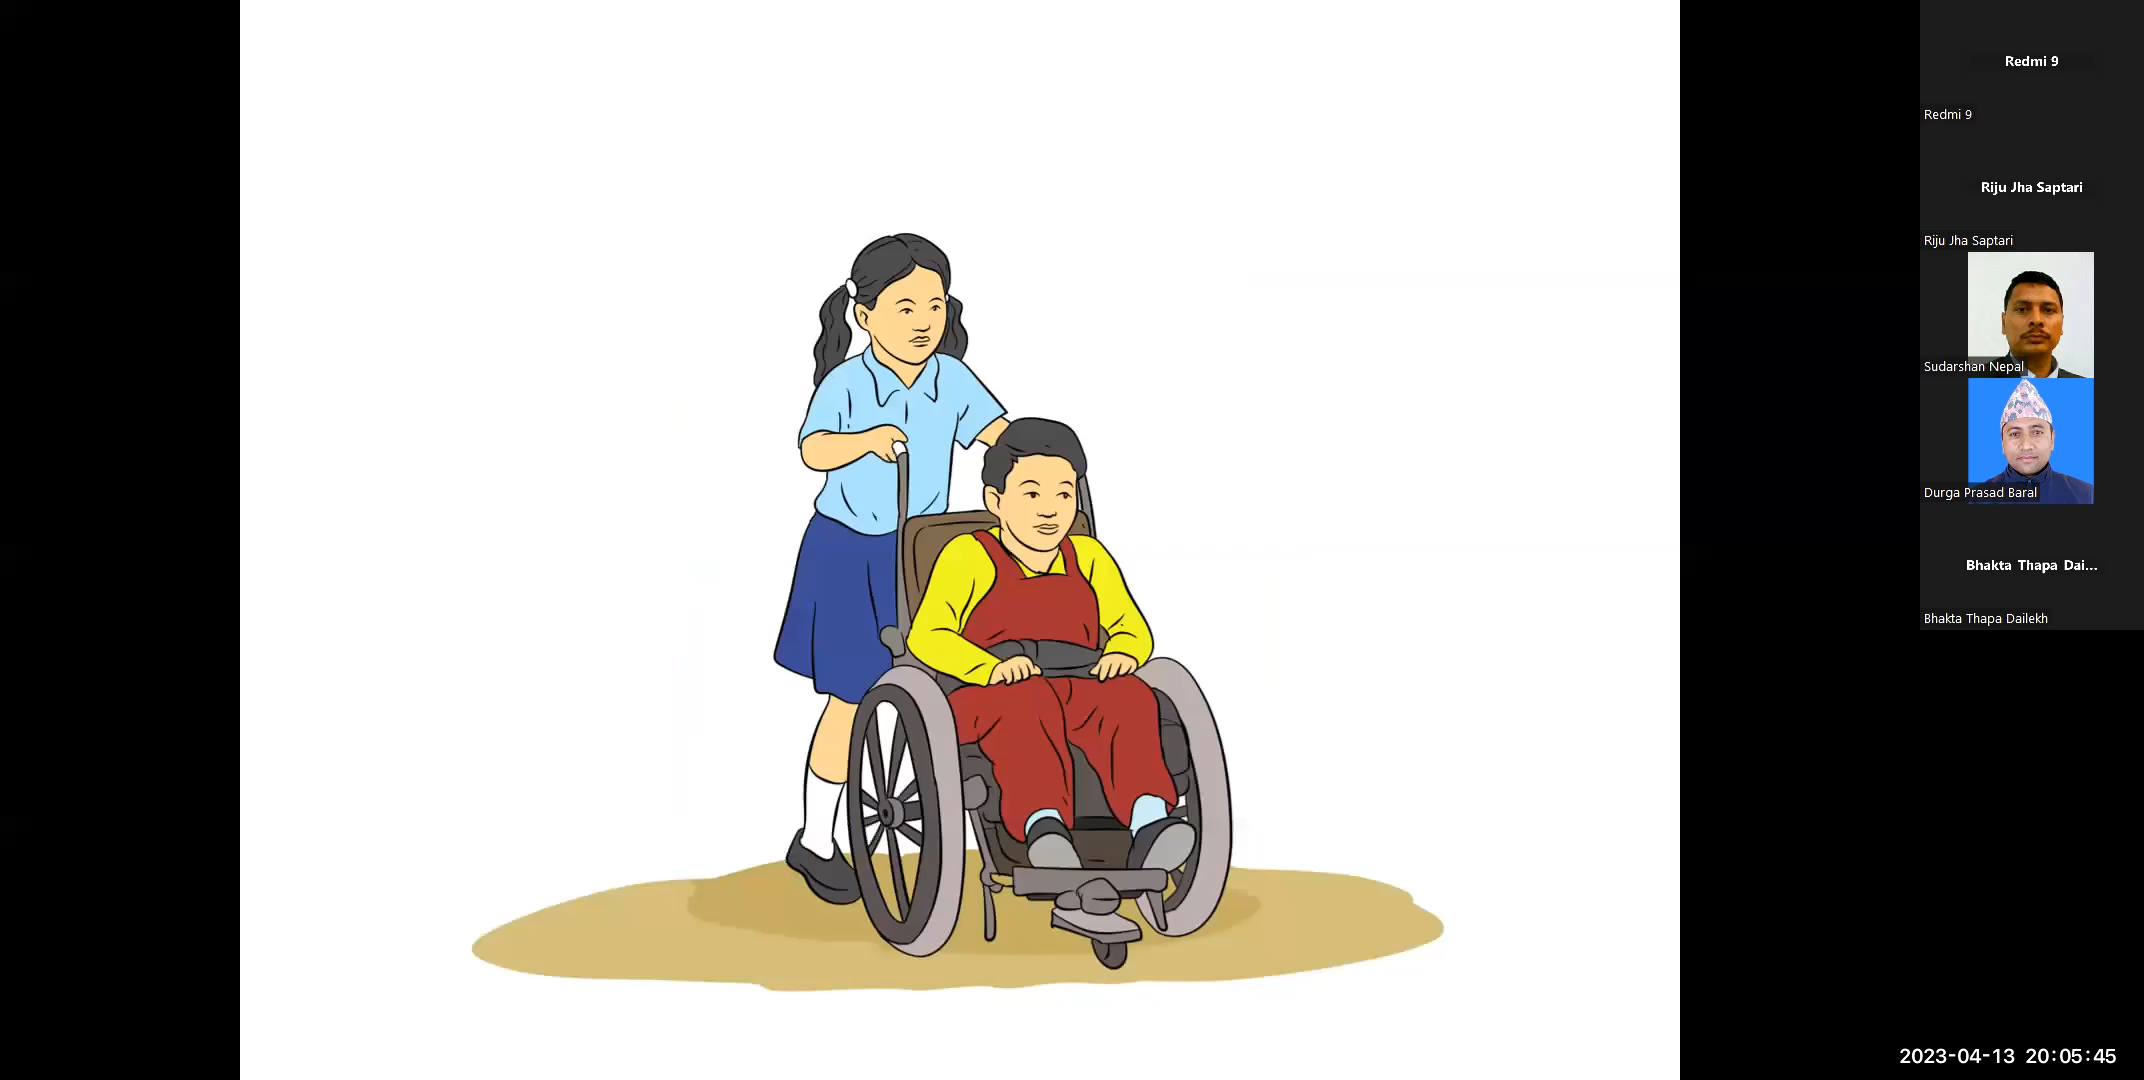 Redmi 9
Redmi 9
Riju Jha Saptari
Riju Jha Saptari
Sudarshan Nepal
Durga Prasad Baral
Bhakta Thapa Dai...
Bhakta Thapa Dailekh
2023-04-13 20:05:45